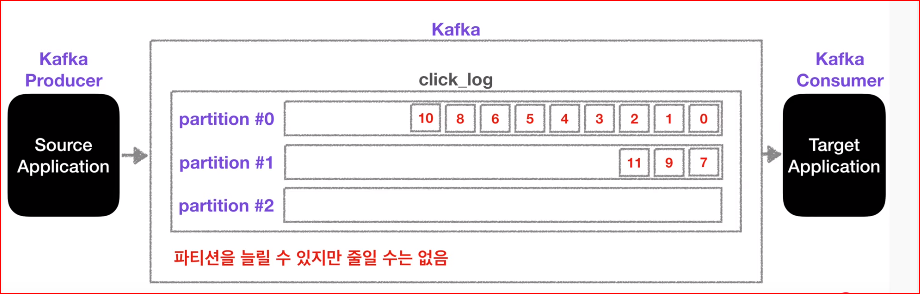 Kafka
Kafka
Producer
Kafka
Consumer
click_log
Source
Application
partition #0
10 8 6 5 4 3 2 1 0
partition #1
11 9 7
partition #2
Target
Application
파티션을 늘릴 수 있지만 줄일 수는 없음